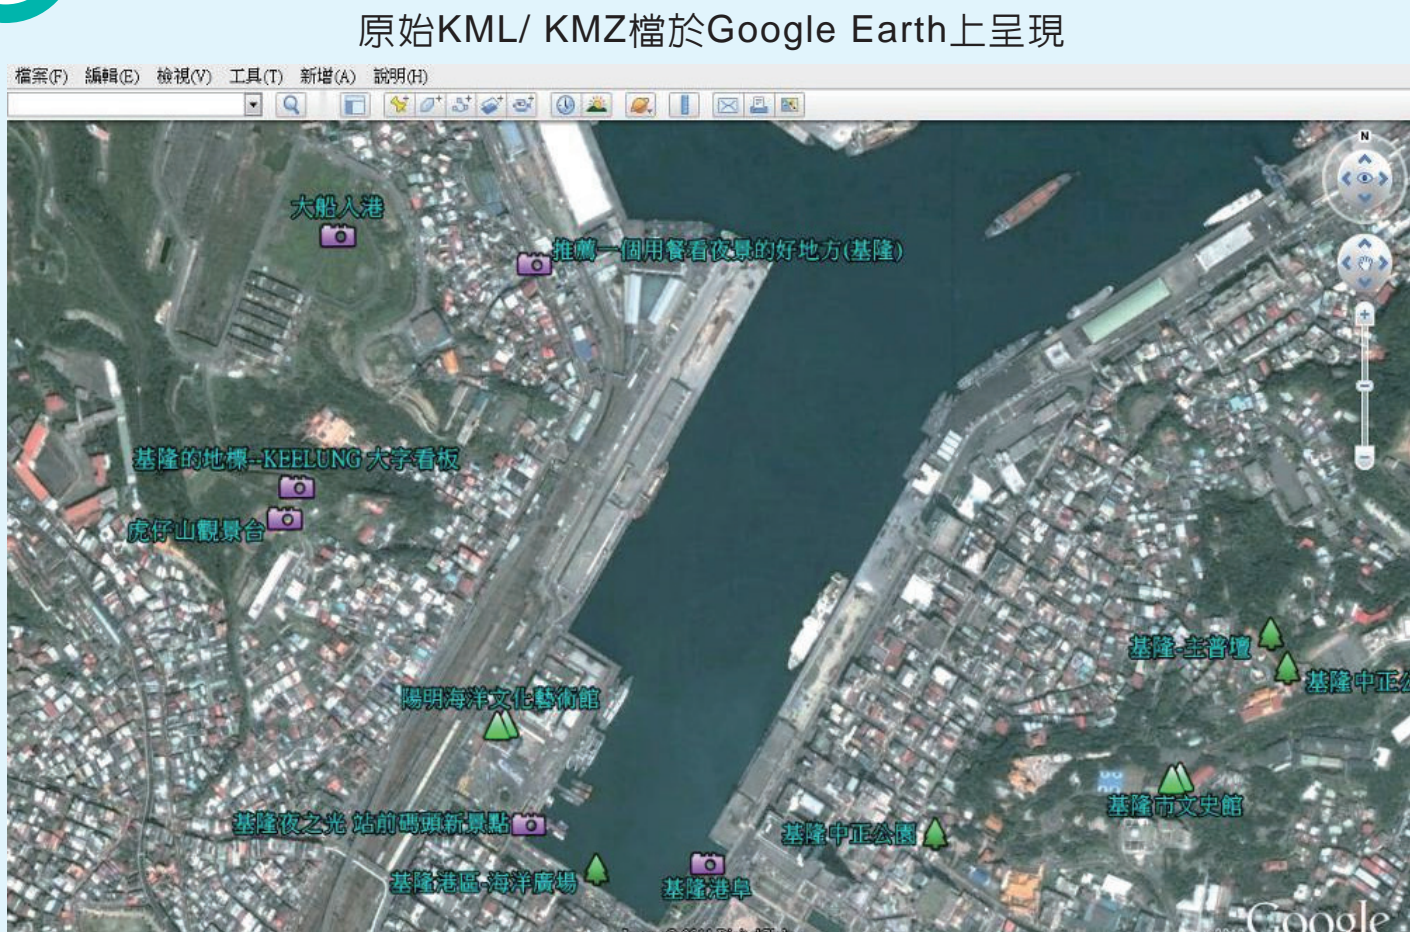 原始KML/ KMZ檔於Google Earth上呈現
檔案(F) 編輯(E) 檢視(V) 工具(T) 新增(A) 說明(H)
N
大船入港
推薦一個用餐看夜景的好地方(基隆)
基隆的地標--KEELUNG 大字看板
虎仔山觀景台
基隆-主普壇
基隆中正公
陽明海洋文化藝術館
基隆市文史館
基隆夜之光 站前碼頭新景點
基隆中正公園
基隆港區-海洋廣場
基隆港阜
Google